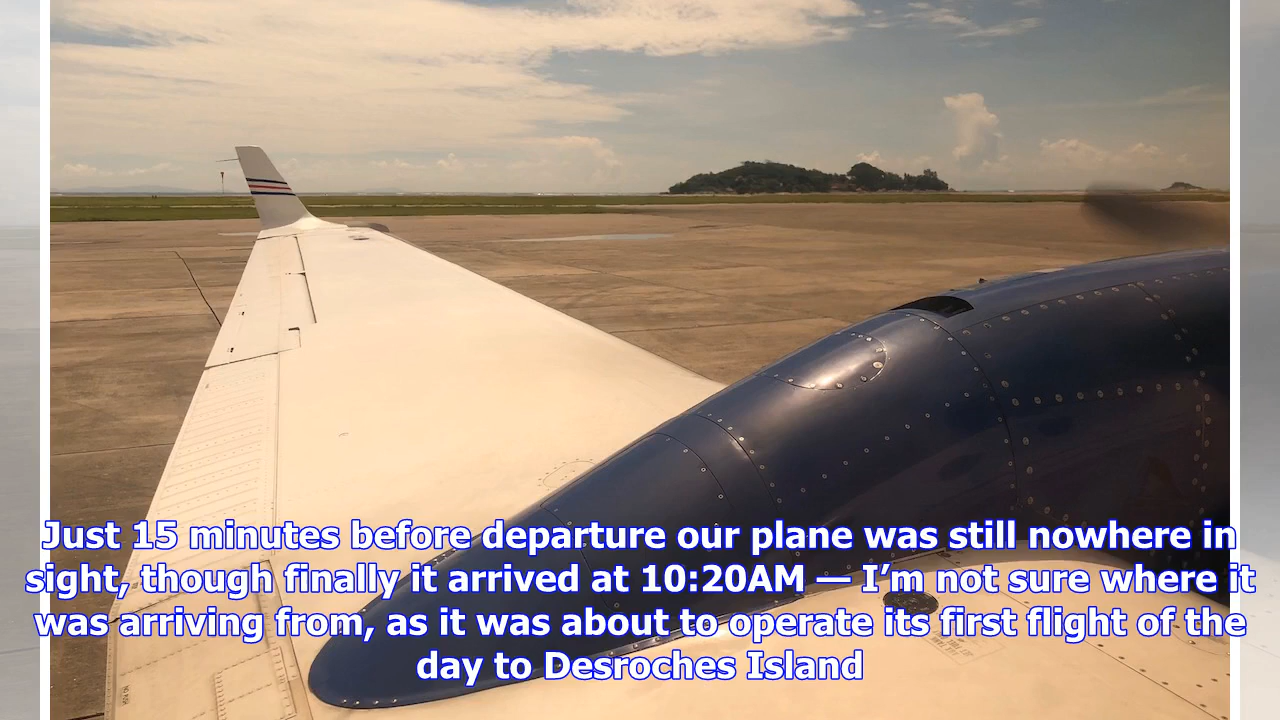 Just 15 minutes before departure our plane was still nowhere in
sight, though finally it arrived at 10:20AM — I’m not sure where it
was arriving from, as it was about to operate its first flight of the
day to Desroches Island